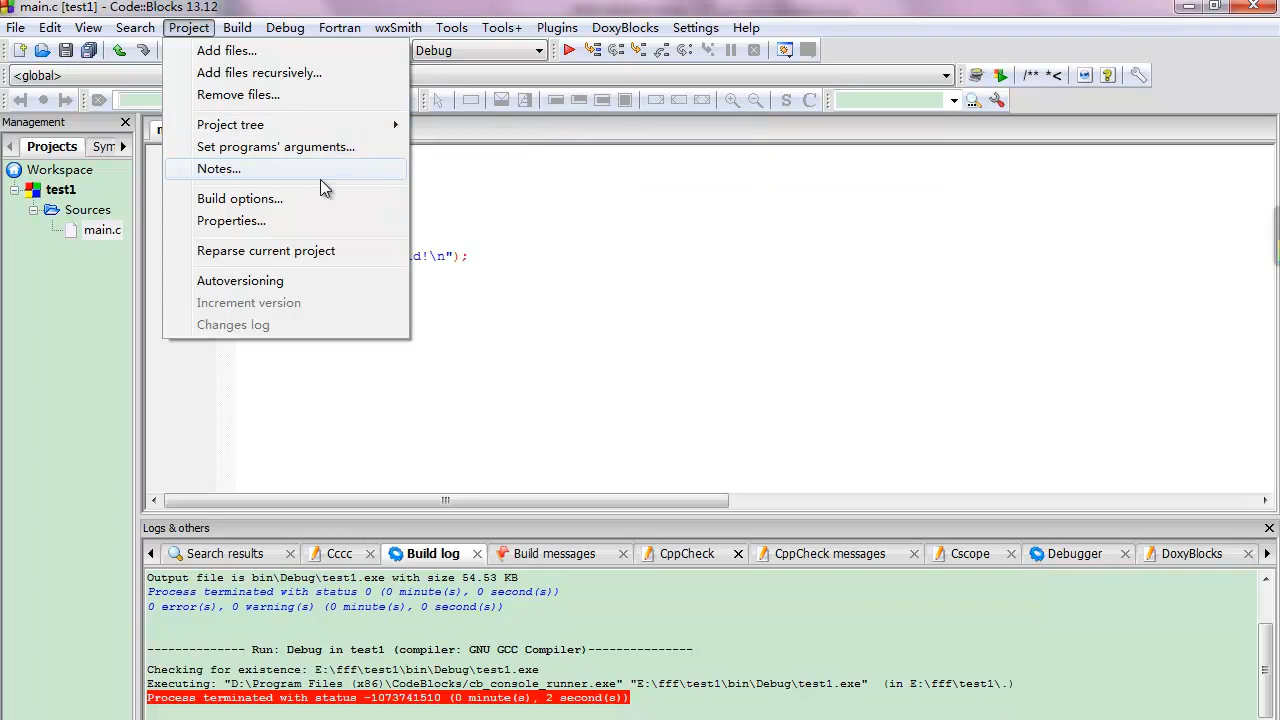 main.c [test1] - Code::Blocks 13.12
File Edit View Search Project Build Debug Fortran wxSmith Tools Tools+ Plugins DoxyBlocks Settings Help
Debug
<global>
/** *<
S C
Management
Projects Sym
Workspace
test1
Sources
main.c
Add files...
Add files recursively...
Remove files...
Project tree
Set programs' arguments...
Notes...
Build options...
Properties...
Reparse current project
Autoversioning
Increment version
Changes log
d!\n");
Logs & others
Search results Cccc Build log Build messages CppCheck CppCheck messages Cscope Debugger DoxyBlocks
Output file is bin\Debug\test1.exe with size 54.53 KB
Process terminated with status 0 (0 minute(s), 0 second(s))
0 error(s), 0 warning(s) (0 minute(s), 0 second(s))
-------------- Run: Debug in test1 (compiler: GNU GCC Compiler)---------------
Checking for existence: E:\fff\test1\bin\Debug\test1.exe
Executing: "D:\Program Files (x86)\CodeBlocks/cb_console_runner.exe" "E:\fff\test1\bin\Debug\test1.exe"  (in E:\fff\test1\.)
Process terminated with status -1073741510 (0 minute(s), 2 second(s))